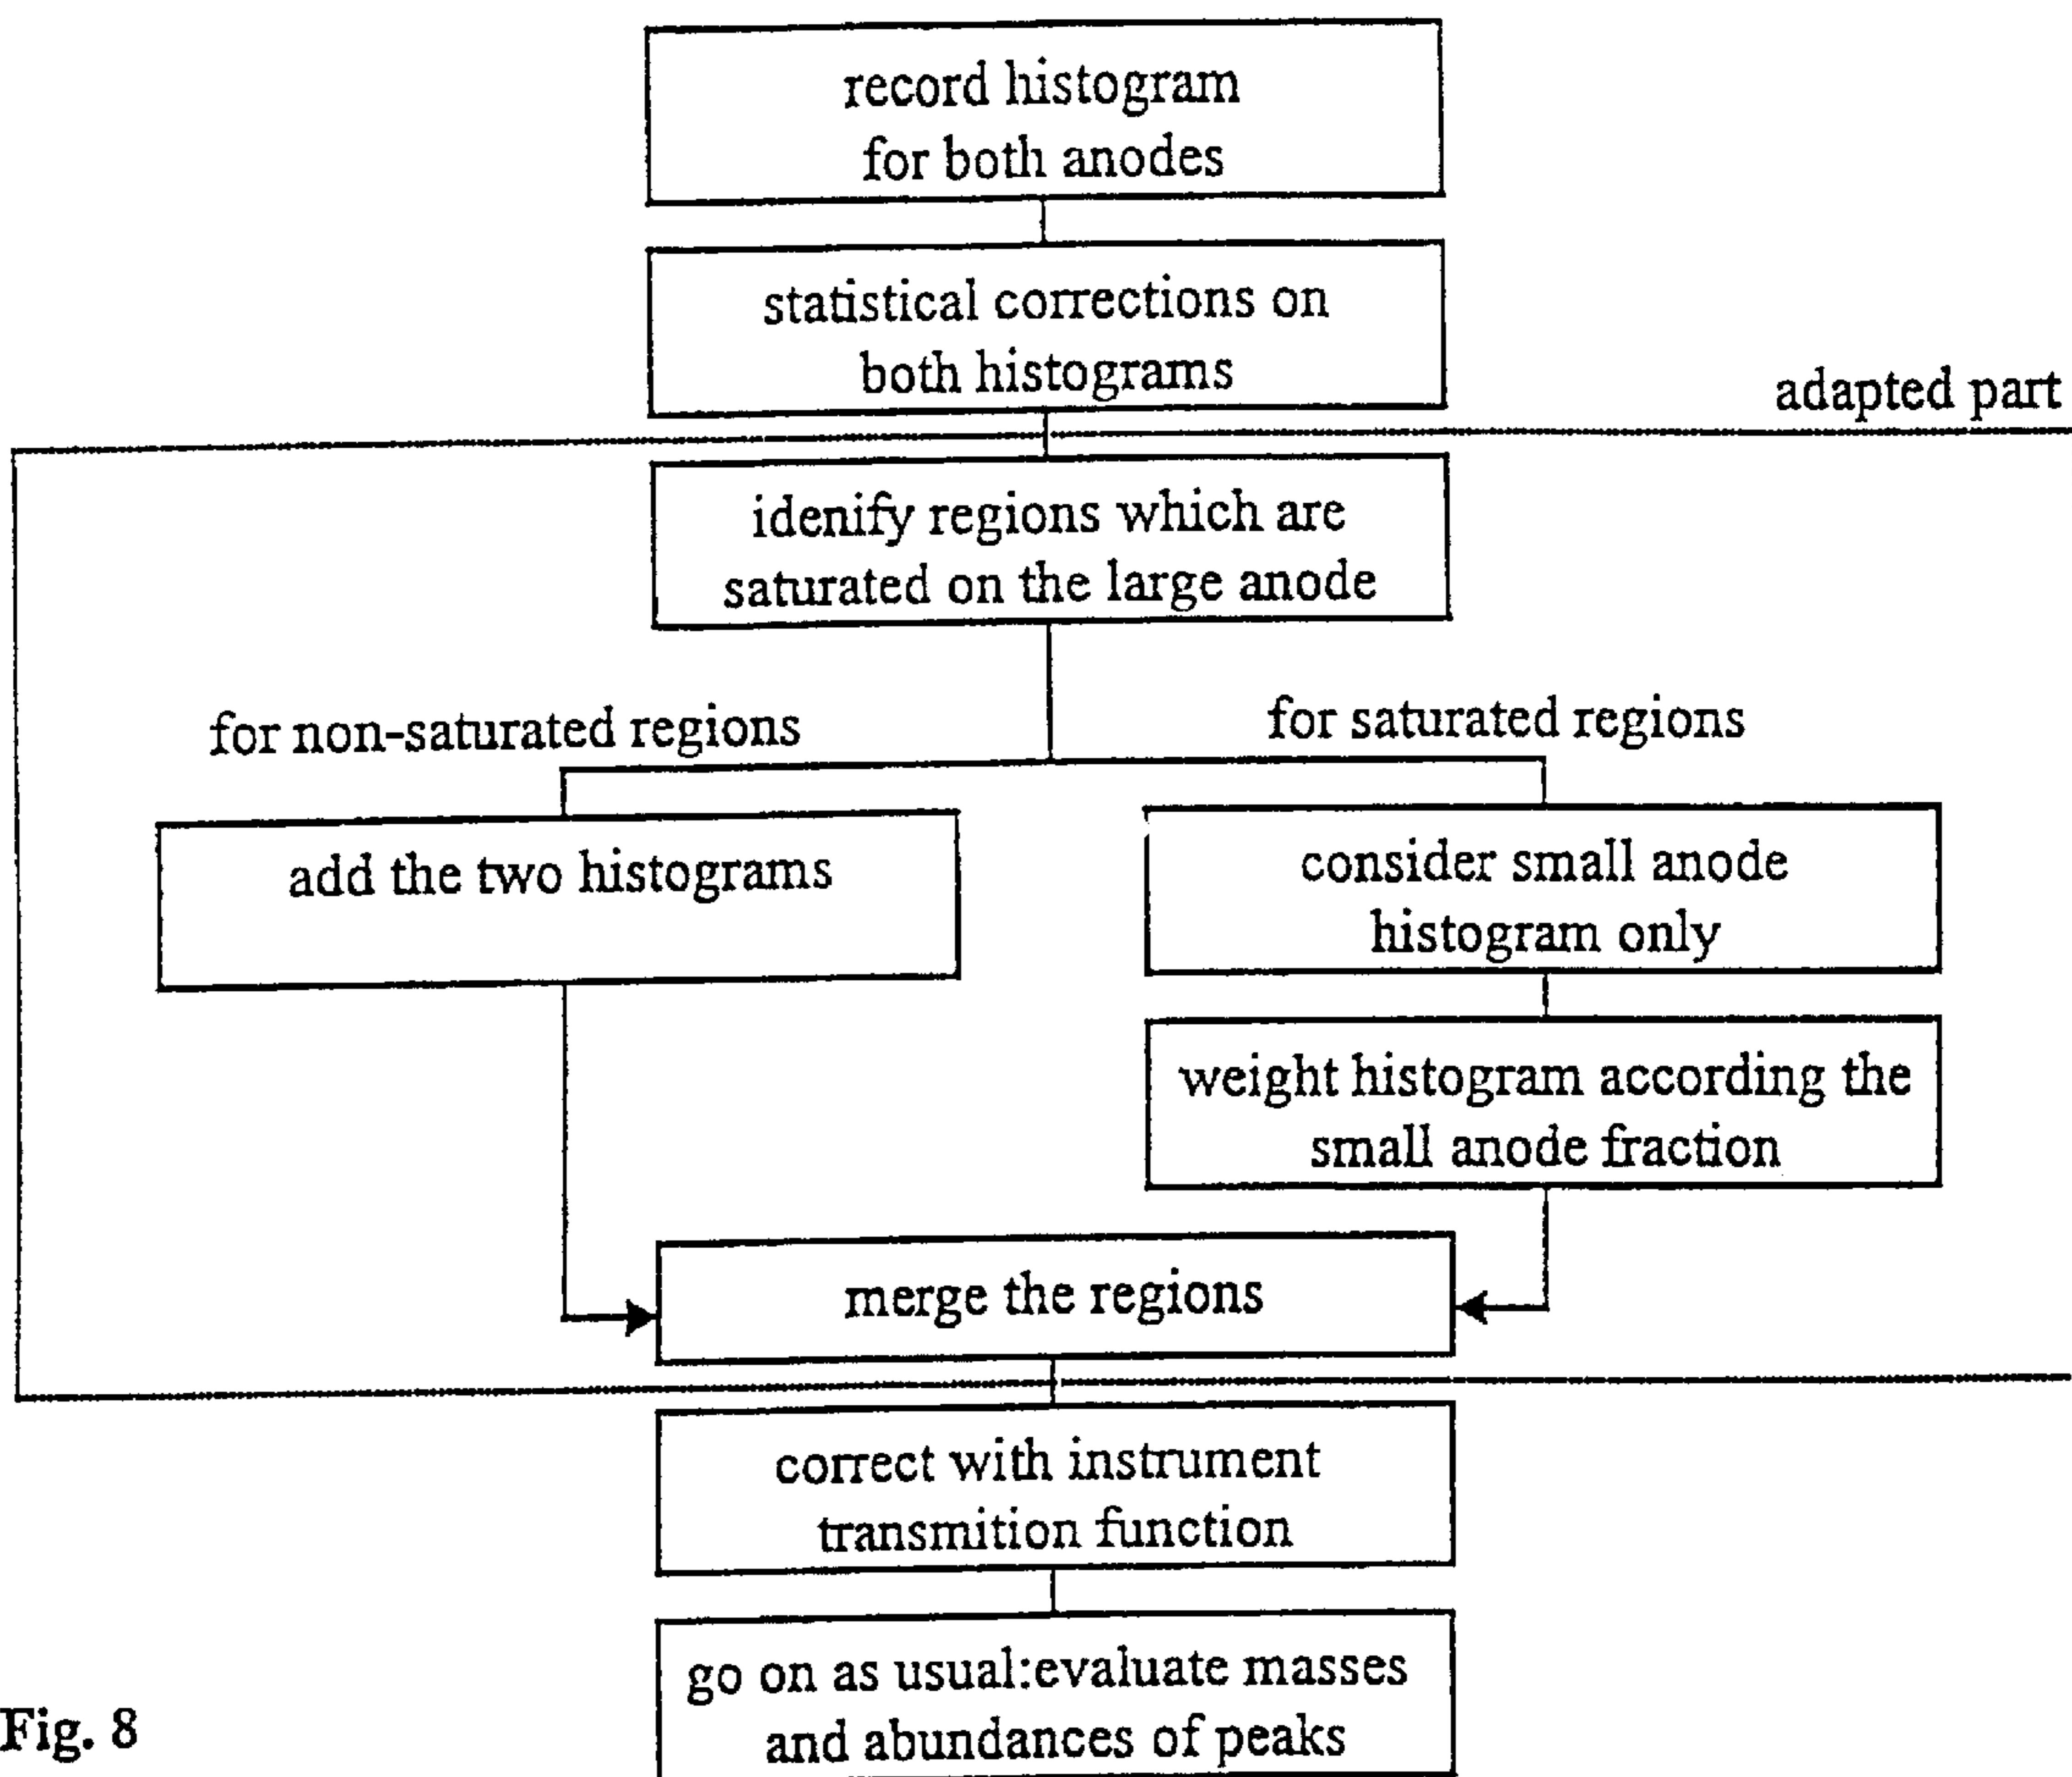 record histogram
for both anodes
statistical corrections on
both histograms
adapted part
idenify regions which are
saturated on the large anode
for non-saturated regions
for saturated regions
add the two histograms
consider small anode
histogram only
weight histogram according the
small anode fraction
merge the regions
correct with instrument
transmition function
go on as usual:evaluate masses
and abundances of peaks
Fig. 8